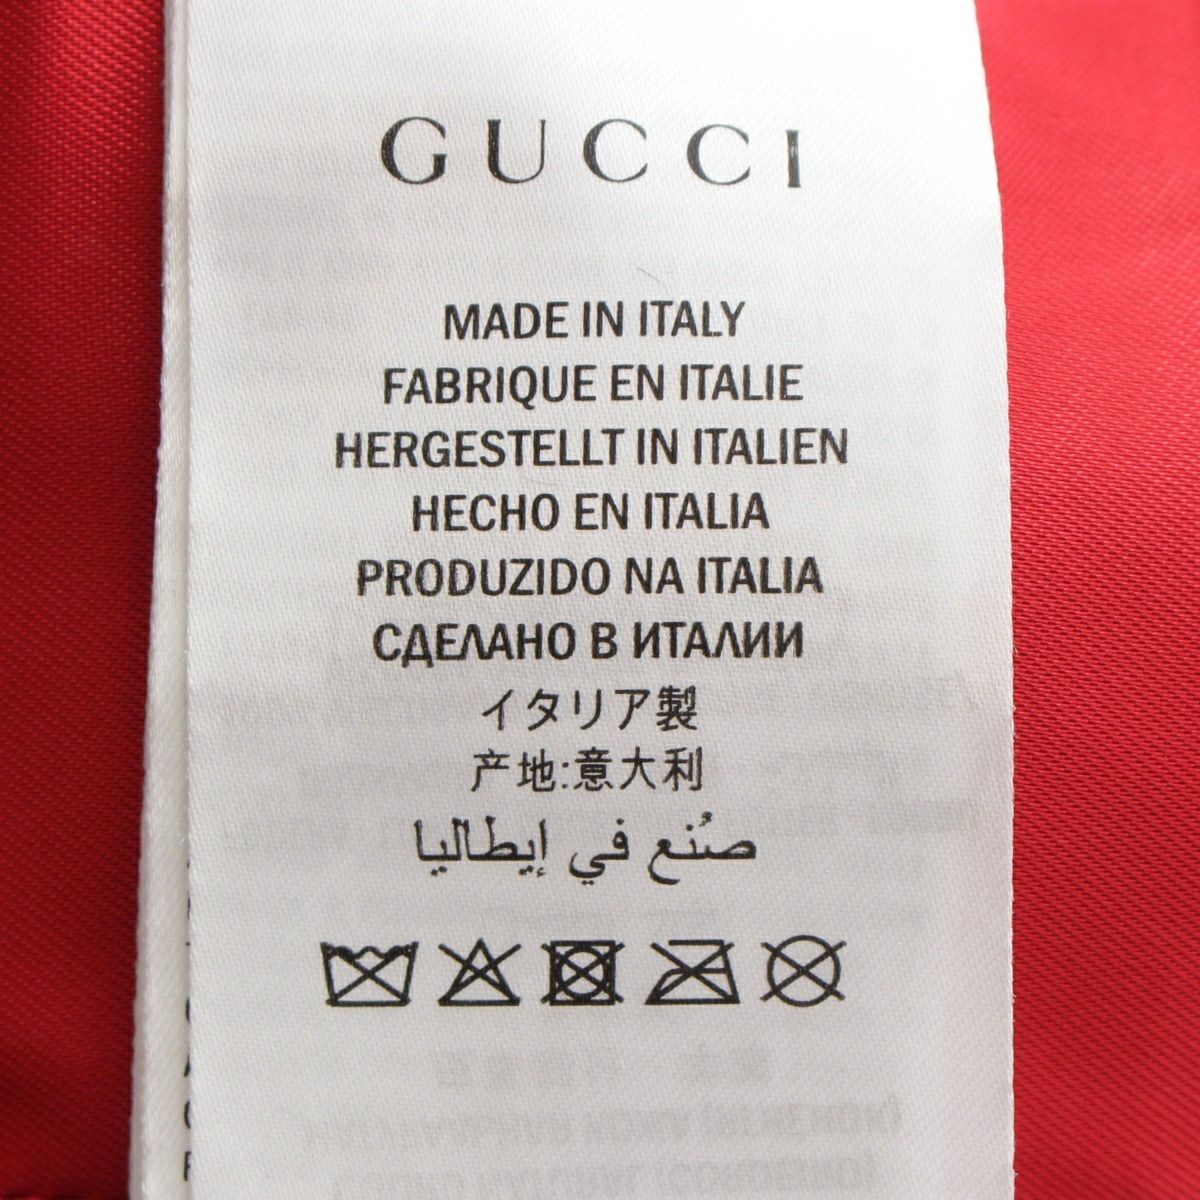 GUCCI
MADE IN ITALY
FABRIQUE EN ITALIE
HERGESTELLT IN ITALIEN
HECHO EN ITALIA
PRODUZIDO NA ITALIA
СДЕЛАНО В ИТАЛИИ
イタリア製
产地:意大利
صُنع في إيطاليا